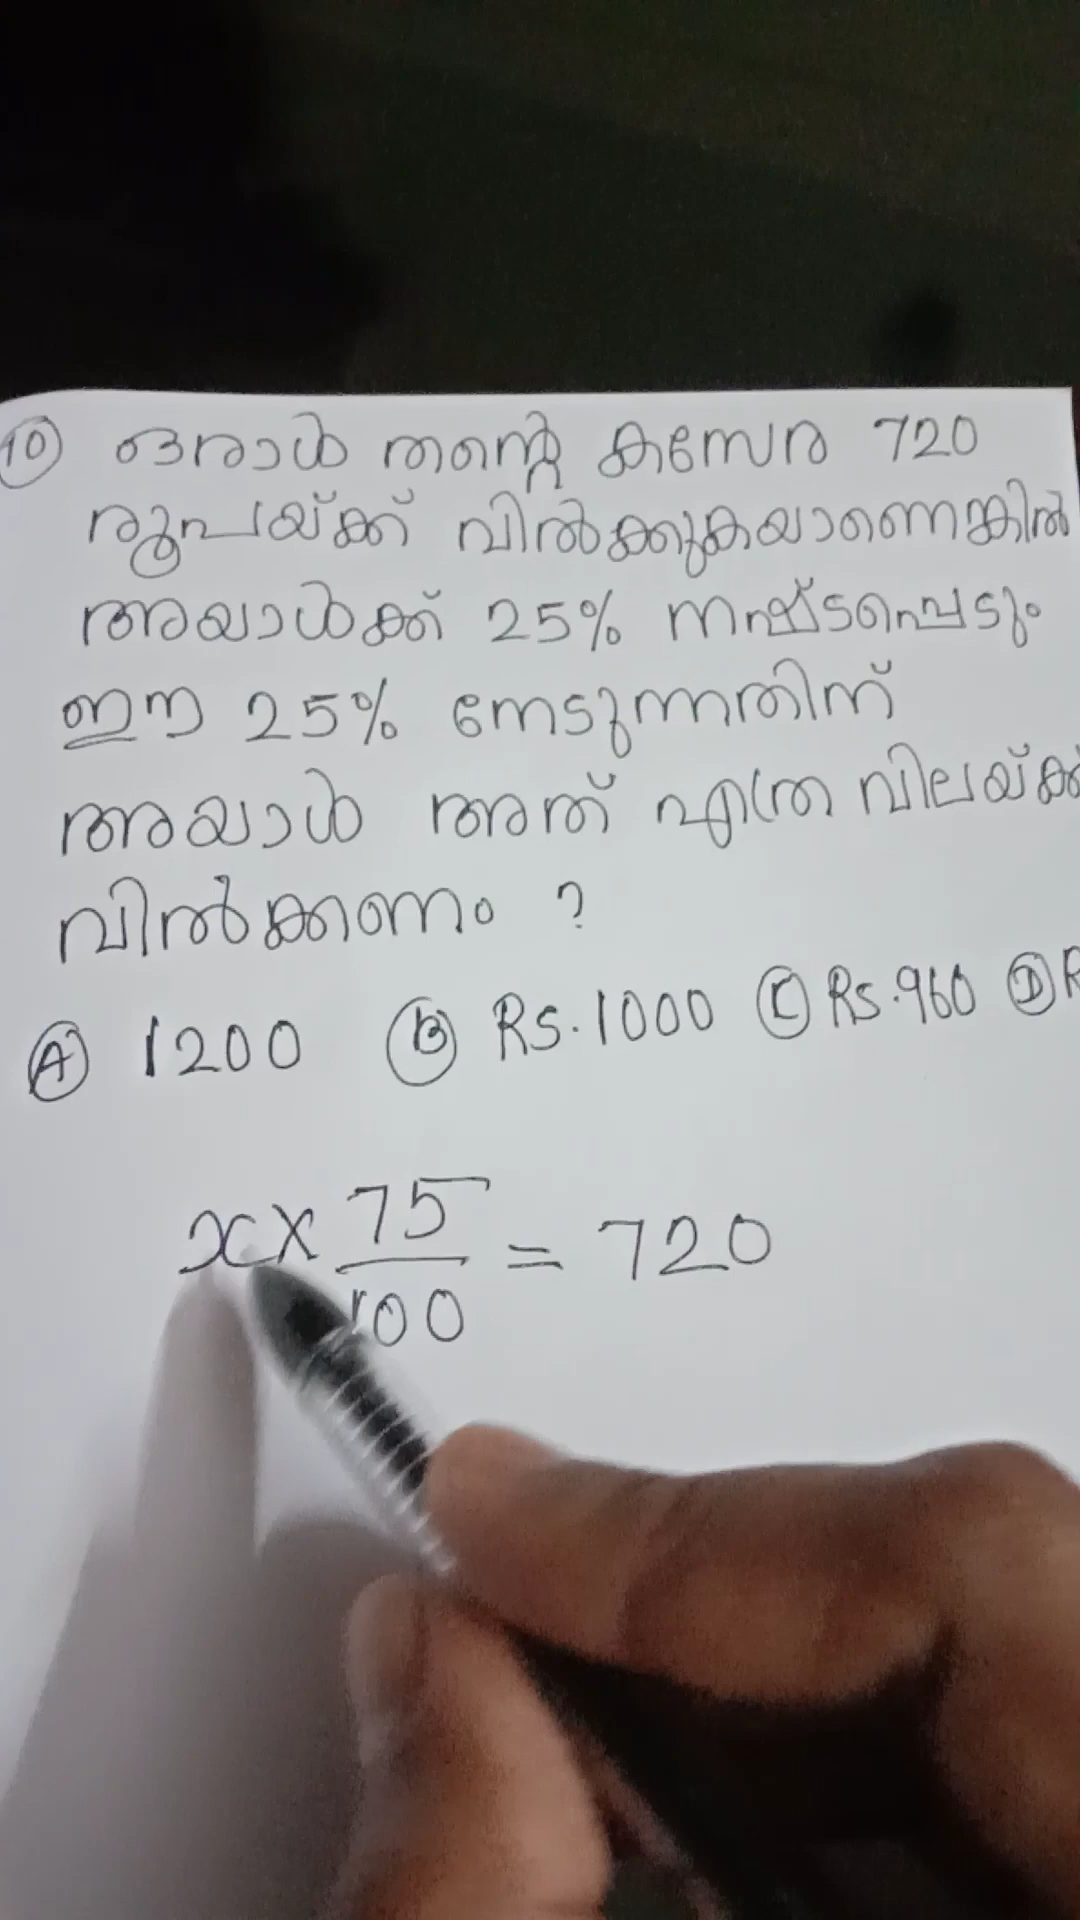 10 ഒരാൾ തന്റെ കസേര 720
രൂപയ്ക്ക് വിൽക്കുകയാണെങ്കിൽ
അയാൾക്ക് 25% നഷ്ടപ്പെടും
ഈ 25% നേടുന്നതിന്
അയാൾ അത് എത്ര വിലയ്ക്ക്
വിൽക്കണം ?
A 1200 B Rs.1000 C Rs.960 D R
x × 75/100 = 720